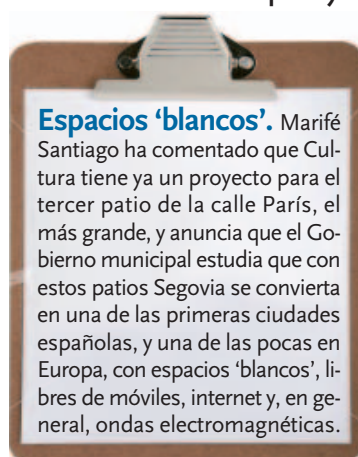 Espacios ‘blancos’. Marifé
Santiago ha comentado que Cul-
tura tiene ya un proyecto para el
tercer patio de la calle París, el
más grande, y anuncia que el Go-
bierno municipal estudia que con
estos patios Segovia se convierta
en una de las primeras ciudades
españolas, y una de las pocas en
Europa, con espacios ‘blancos’, li-
bres de móviles, internet y, en ge-
neral, ondas electromagnéticas.